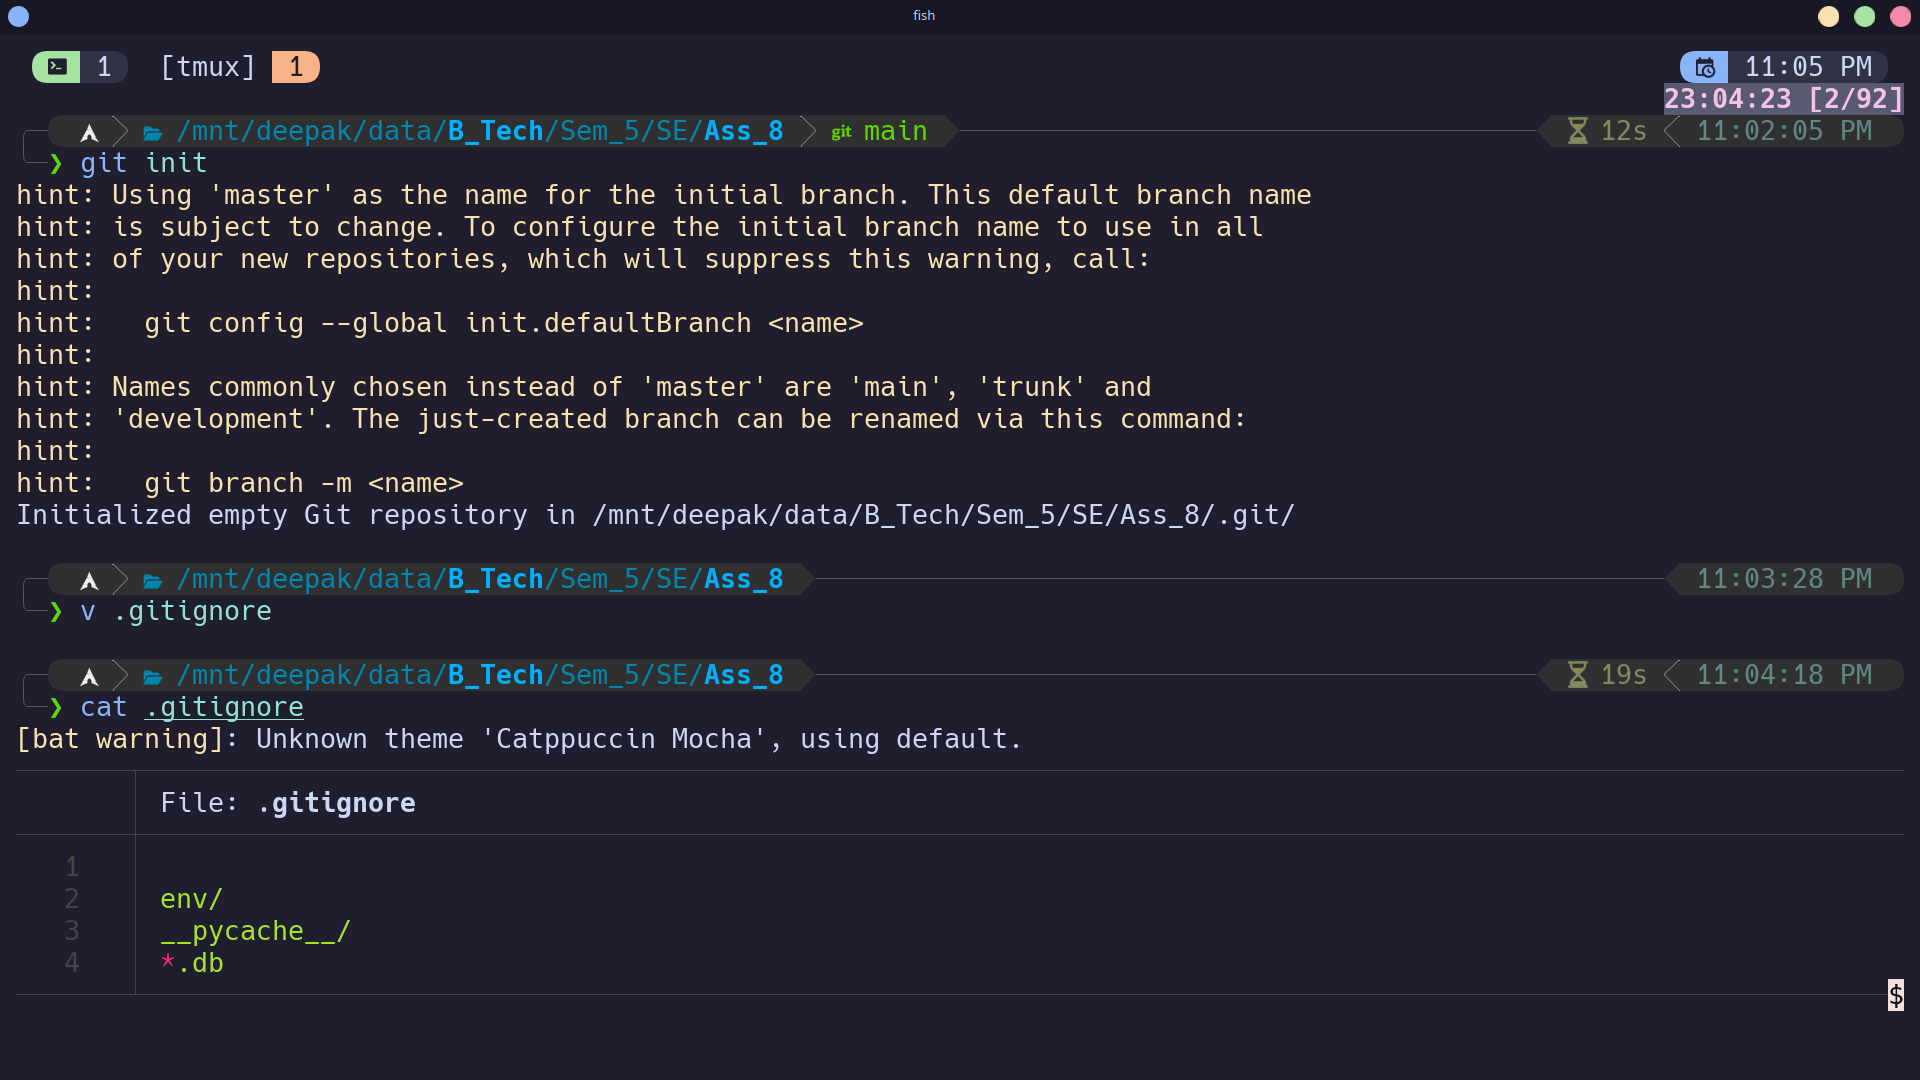 fish
1 [tmux] 1 11:05 PM
23:04:23 [2/92]
/mnt/deepak/data/B_Tech/Sem_5/SE/Ass_8 git main 12s 11:02:05 PM
❯ git init
hint: Using 'master' as the name for the initial branch. This default branch name
hint: is subject to change. To configure the initial branch name to use in all
hint: of your new repositories, which will suppress this warning, call:
hint:
hint:   git config --global init.defaultBranch <name>
hint:
hint: Names commonly chosen instead of 'master' are 'main', 'trunk' and
hint: 'development'. The just-created branch can be renamed via this command:
hint:
hint:   git branch -m <name>
Initialized empty Git repository in /mnt/deepak/data/B_Tech/Sem_5/SE/Ass_8/.git/
/mnt/deepak/data/B_Tech/Sem_5/SE/Ass_8 11:03:28 PM
❯ v .gitignore
/mnt/deepak/data/B_Tech/Sem_5/SE/Ass_8 19s 11:04:18 PM
❯ cat .gitignore
[bat warning]: Unknown theme 'Catppuccin Mocha', using default.
File: .gitignore
1
2 env/
3 __pycache__/
4 *.db
$